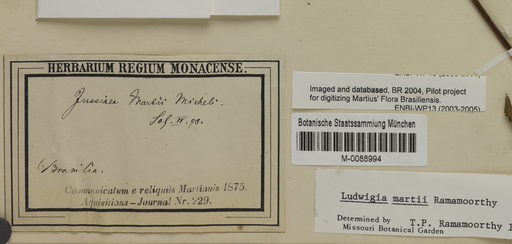 HERBARIUM REGIUM MONACENSE.
Jussiaea Martii Micheli.
Brasilia.
Communicatum e reliquis Martianis 1875.
Aquisitions-Journal Nr. 229.
Imaged and databased, BR 2004, Pilot project
for digitizing Martius' Flora Brasiliensis.
ENBI-WP13 (2003-2005)
Botanische Staatssammlung München
M-0088994
Ludwigia martii Ramamoorthy
Determined by T.P. Ramamoorthy
Missouri Botanical Garden